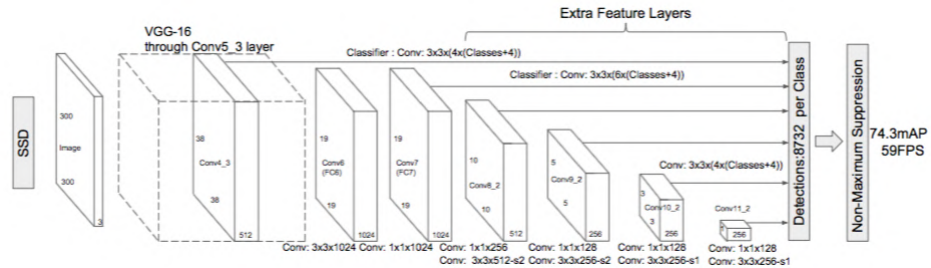 Extra Feature Layers
VGG-16
through Conv5_3 layer
Classifier : Conv: 3x3x(4x(Classes+4))
Classifier : Conv: 3x3x(6x(Classes+4))
SSD
300
Image
300
3
38
Conv4_3
38
512
19
Conv6
(FC6)
19
1024
19
Conv7
(FC7)
19
1024
10
Conv8_2
10
512
5
Conv9_2
5
256
Conv: 3x3x(4x(Classes+4))
3
Conv10_2
3
256
Conv11_2
256
Detections:8732 per Class
Non-Maximum Suppression
74.3mAP
59FPS
Conv: 3x3x1024
Conv: 1x1x1024
Conv: 1x1x256
Conv: 3x3x512-s2
Conv: 1x1x128
Conv: 3x3x256-s2
Conv: 1x1x128
Conv: 3x3x256-s1
Conv: 1x1x128
Conv: 3x3x256-s1